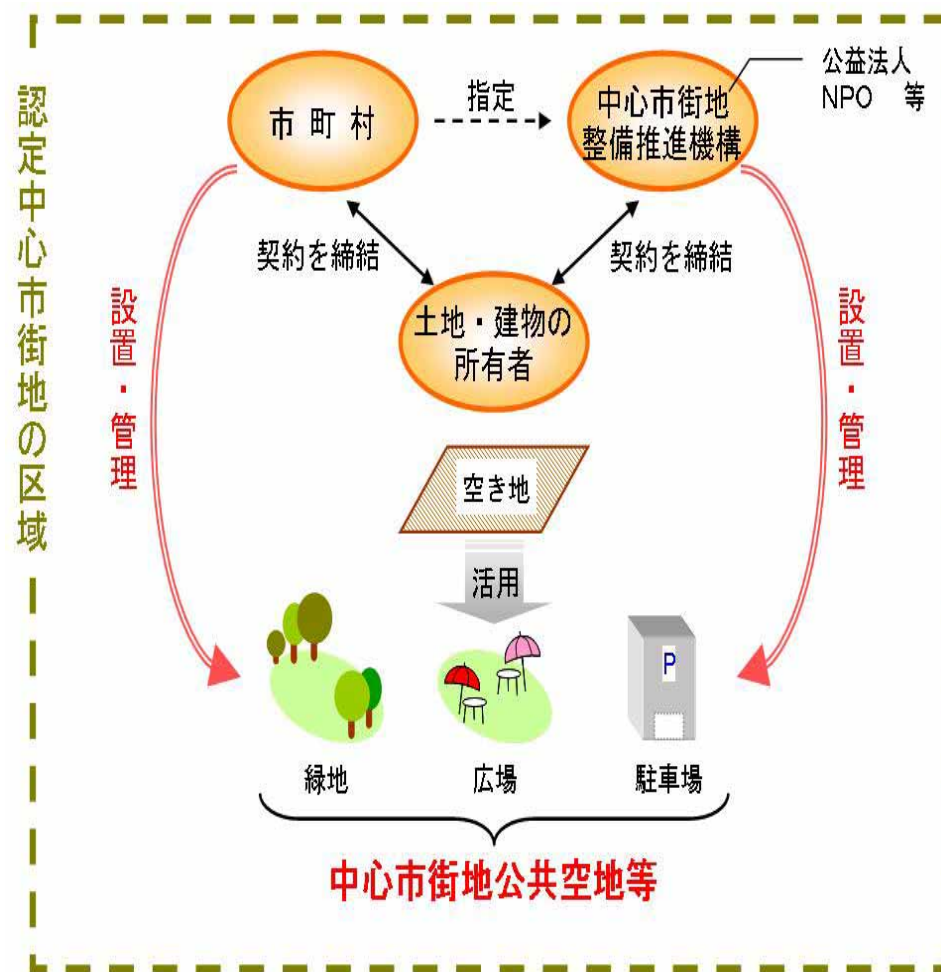 認定中心市街地の区域
市町村
指定
中心市街地
整備推進機構
公益法人
NPO 等
契約を締結
契約を締結
土地・建物の
所有者
設置・管理
設置・管理
空き地
活用
P
緑地
広場
駐車場
中心市街地公共空地等